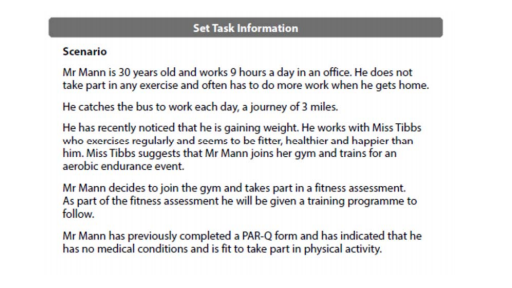 Set Task Information
Scenario
Mr Mann is 30 years old and works 9 hours a day in an office. He does not
take part in any exercise and often has to do more work when he gets home.
He catches the bus to work each day, a journey of 3 miles.
He has recently noticed that he is gaining weight. He works with Miss Tibbs
who exercises regularly and seems to be fitter, healthier and happier than
him. Miss Tibbs suggests that Mr Mann joins her gym and trains for an
aerobic endurance event.
Mr Mann decides to join the gym and takes part in a fitness assessment.
As part of the fitness assessment he will be given a training programme to
follow.
Mr Mann has previously completed a PAR-Q form and has indicated that he
has no medical conditions and is fit to take part in physical activity.